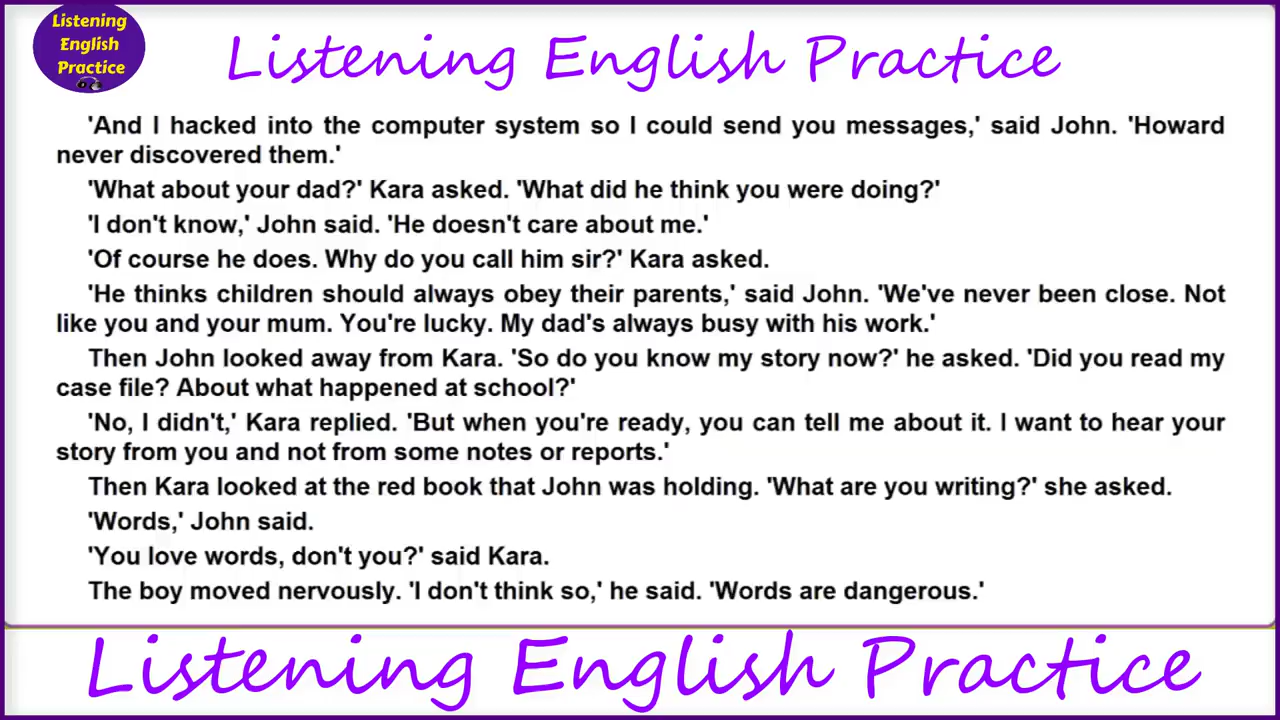 Listening
English
Practice
Listening English Practice
'And I hacked into the computer system so I could send you messages,' said John. 'Howard
never discovered them.'
'What about your dad?' Kara asked. 'What did he think you were doing?'
'I don't know,' John said. 'He doesn't care about me.'
'Of course he does. Why do you call him sir?' Kara asked.
'He thinks children should always obey their parents,' said John. 'We've never been close. Not
like you and your mum. You're lucky. My dad's always busy with his work.'
Then John looked away from Kara. 'So do you know my story now?' he asked. 'Did you read my
case file? About what happened at school?'
'No, I didn't,' Kara replied. 'But when you're ready, you can tell me about it. I want to hear your
story from you and not from some notes or reports.'
Then Kara looked at the red book that John was holding. 'What are you writing?' she asked.
'Words,' John said.
'You love words, don't you?' said Kara.
The boy moved nervously. 'I don't think so,' he said. 'Words are dangerous.'
Listening English Practice